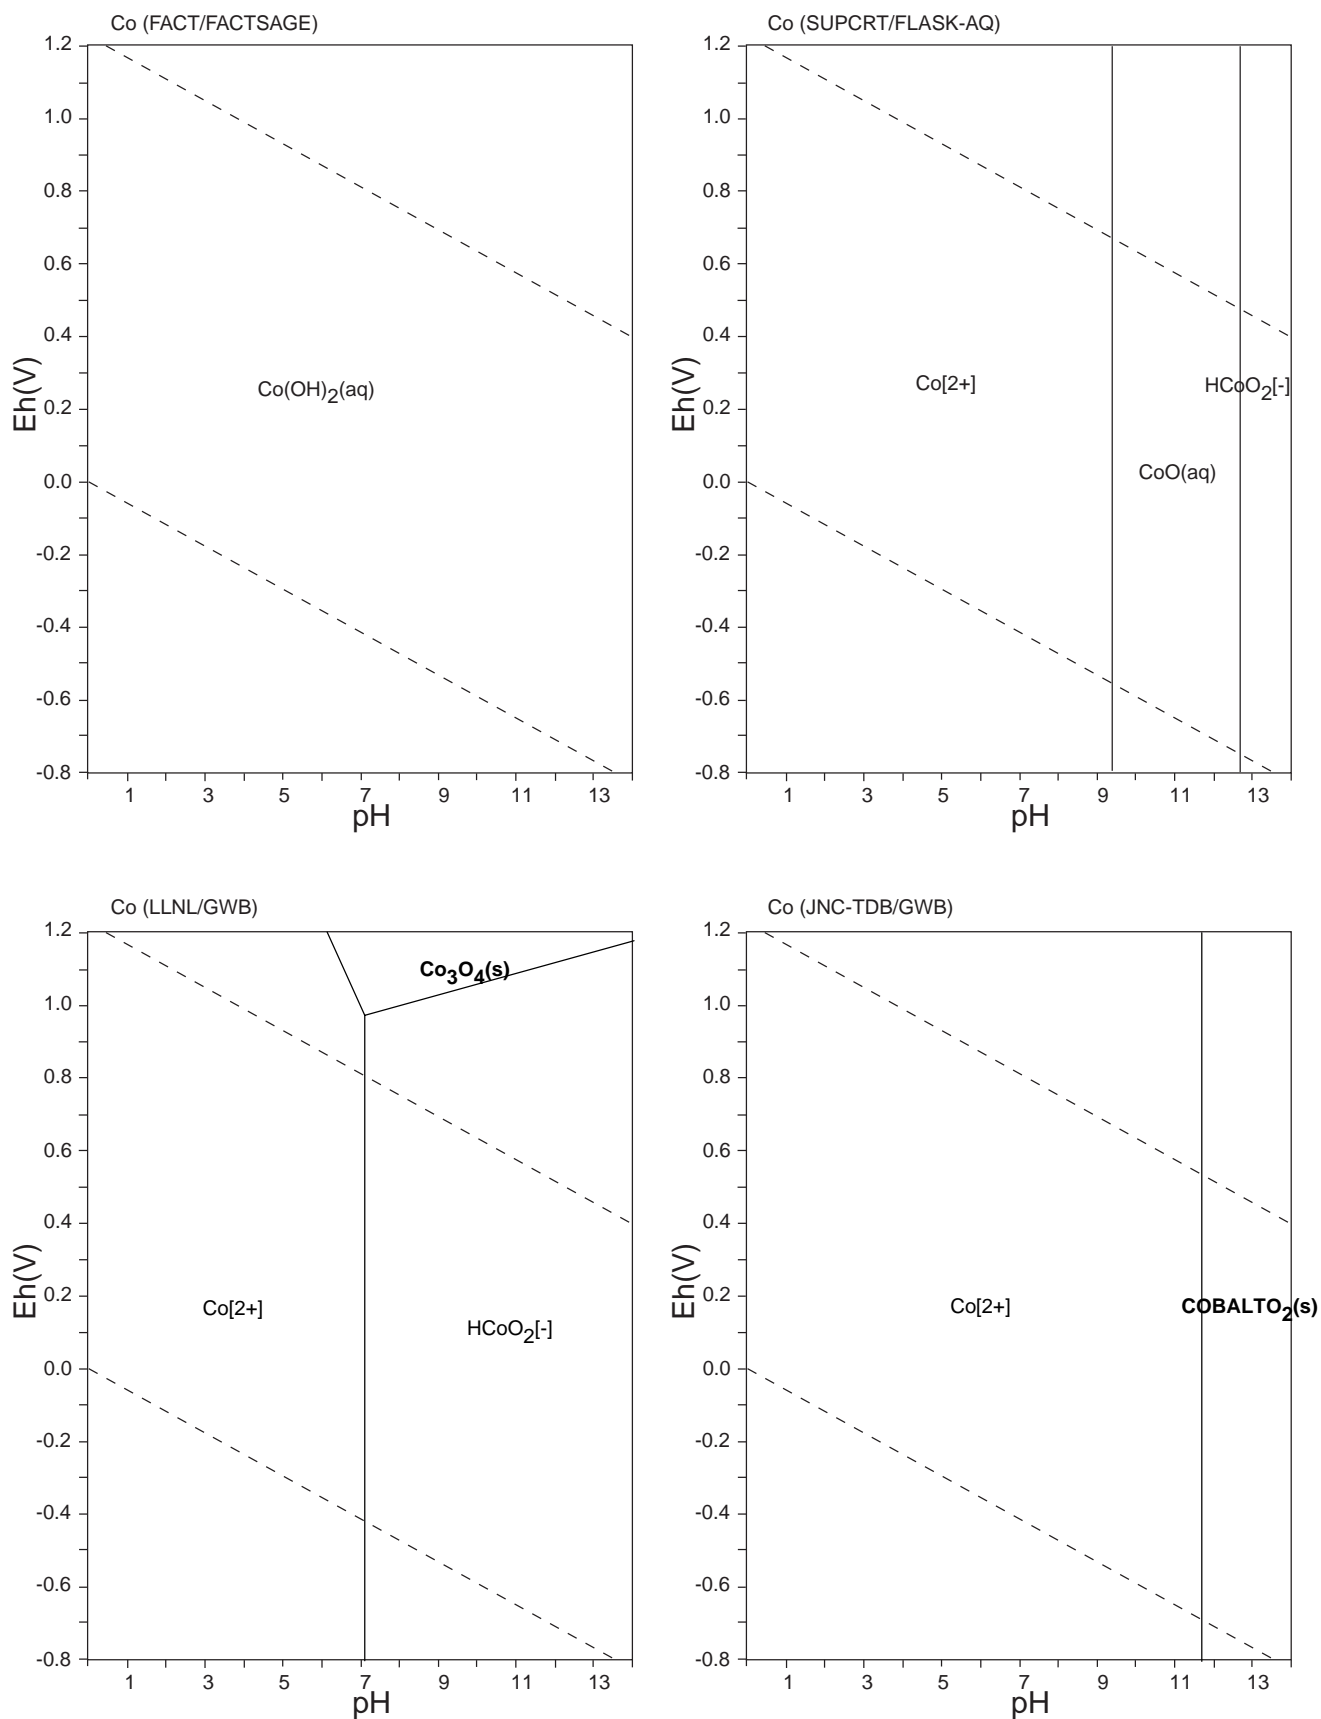 Co (FACT/FACTSAGE)
1.2
1.0
0.8
0.6
0.4
0.2
0.0
-0.2
-0.4
-0.6
-0.8
Eh(V)
Co(OH)2(aq)
1 3 5 7 9 11 13
pH
Co (SUPCRT/FLASK-AQ)
1.2
1.0
0.8
0.6
0.4
0.2
0.0
-0.2
-0.4
-0.6
-0.8
Eh(V)
Co[2+]
HCoO2[-]
CoO(aq)
1 3 5 7 9 11 13
pH
Co (LLNL/GWB)
1.2
1.0
0.8
0.6
0.4
0.2
0.0
-0.2
-0.4
-0.6
-0.8
Eh(V)
Co3O4(s)
Co[2+]
HCoO2[-]
1 3 5 7 9 11 13
pH
Co (JNC-TDB/GWB)
1.2
1.0
0.8
0.6
0.4
0.2
0.0
-0.2
-0.4
-0.6
-0.8
Eh(V)
Co[2+]
COBALTO2(s)
1 3 5 7 9 11 13
pH